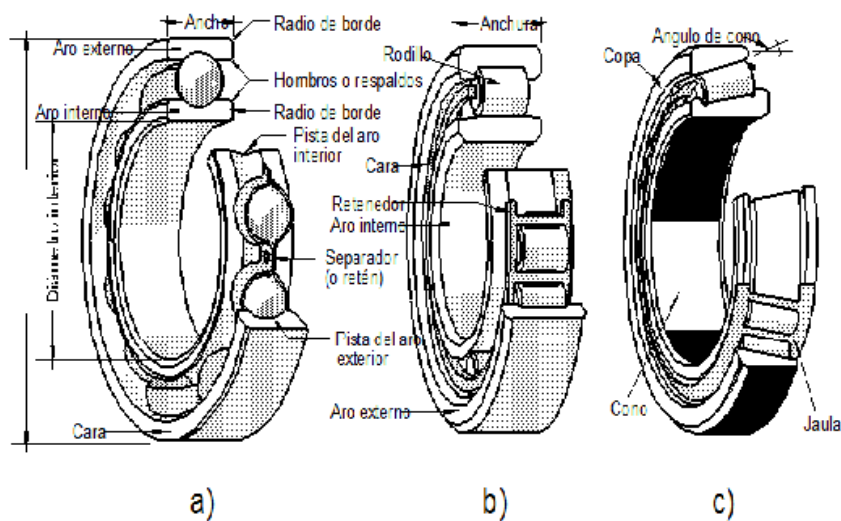 Ancho
Radio de borde
Aro externo
Hombros o respaldos
Aro interno
Radio de borde
Pista del aro
interior
Diámetro interior
Separador
(o retén)
Pista del aro
exterior
Cara
a)
Anchura
Rodillo
Cara
Retenedor
Aro interno
Aro externo
b)
Angulo de cono
Copa
Cono
Jaula
c)